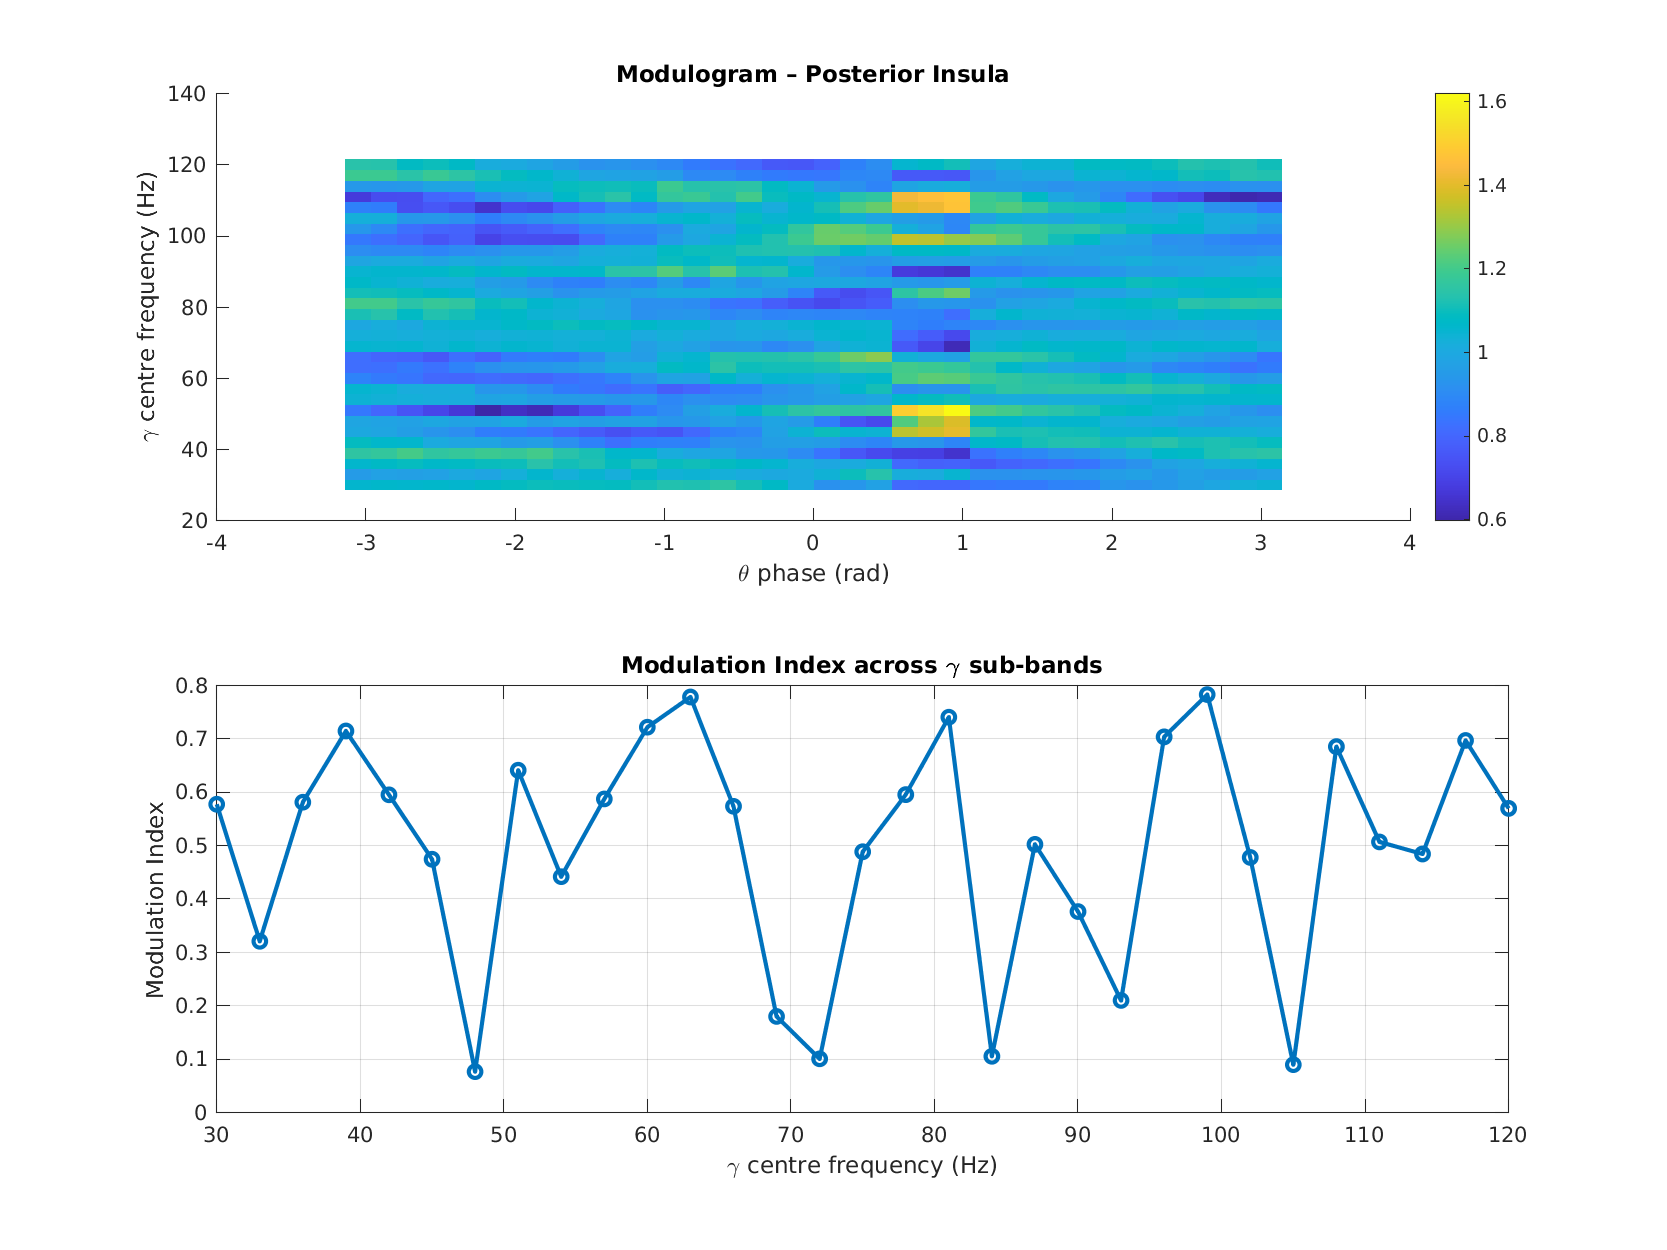 Modulogram – Posterior Insula
140
120
100
80
60
40
20
γ centre frequency (Hz)
-4 -3 -2 -1 0 1 2 3 4
θ phase (rad)
1.6
1.4
1.2
1
0.8
0.6
Modulation Index across γ sub-bands
0.8
0.7
0.6
0.5
0.4
0.3
0.2
0.1
0
Modulation Index
30 40 50 60 70 80 90 100 110 120
γ centre frequency (Hz)